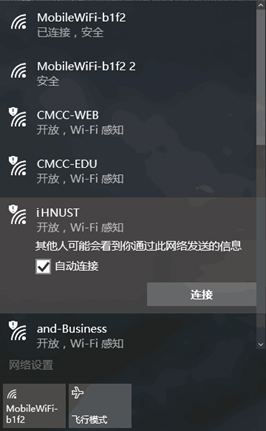 MobileWiFi-b1f2
已连接，安全
MobileWiFi-b1f2 2
安全
CMCC-WEB
开放，Wi-Fi 感知
CMCC-EDU
开放，Wi-Fi 感知
iHNUST
开放，Wi-Fi 感知
其他人可能会看到你通过此网络发送的信息
自动连接
连接
and-Business
开放，Wi-Fi 感知
网络设置
MobileWiFi-
b1f2
飞行模式